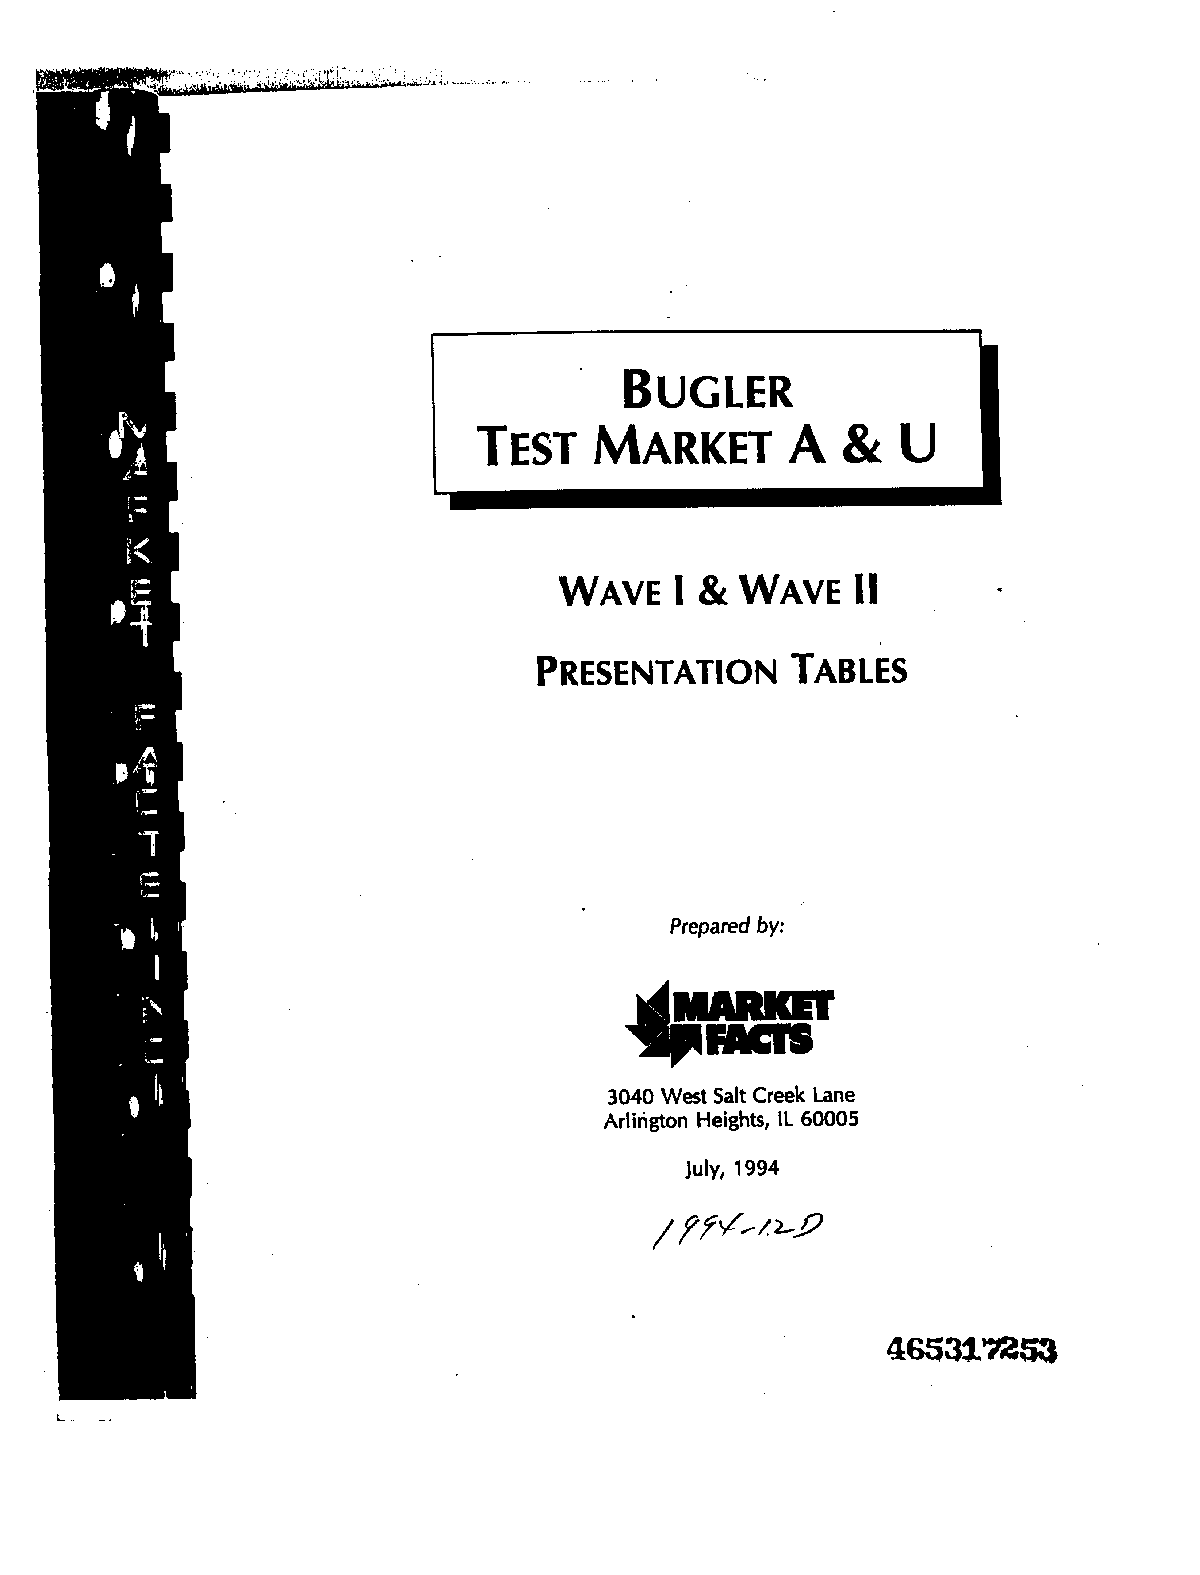 BUGLER
TEST MARKET A & U
WAVE I & WAVE II
PRESENTATION TABLES
Prepared by:
MARKET
FACTS
3040 West Salt Creek Lane
Arlington Heights, IL 60005
July, 1994
1994-12D
465317253
MARKET FACTS